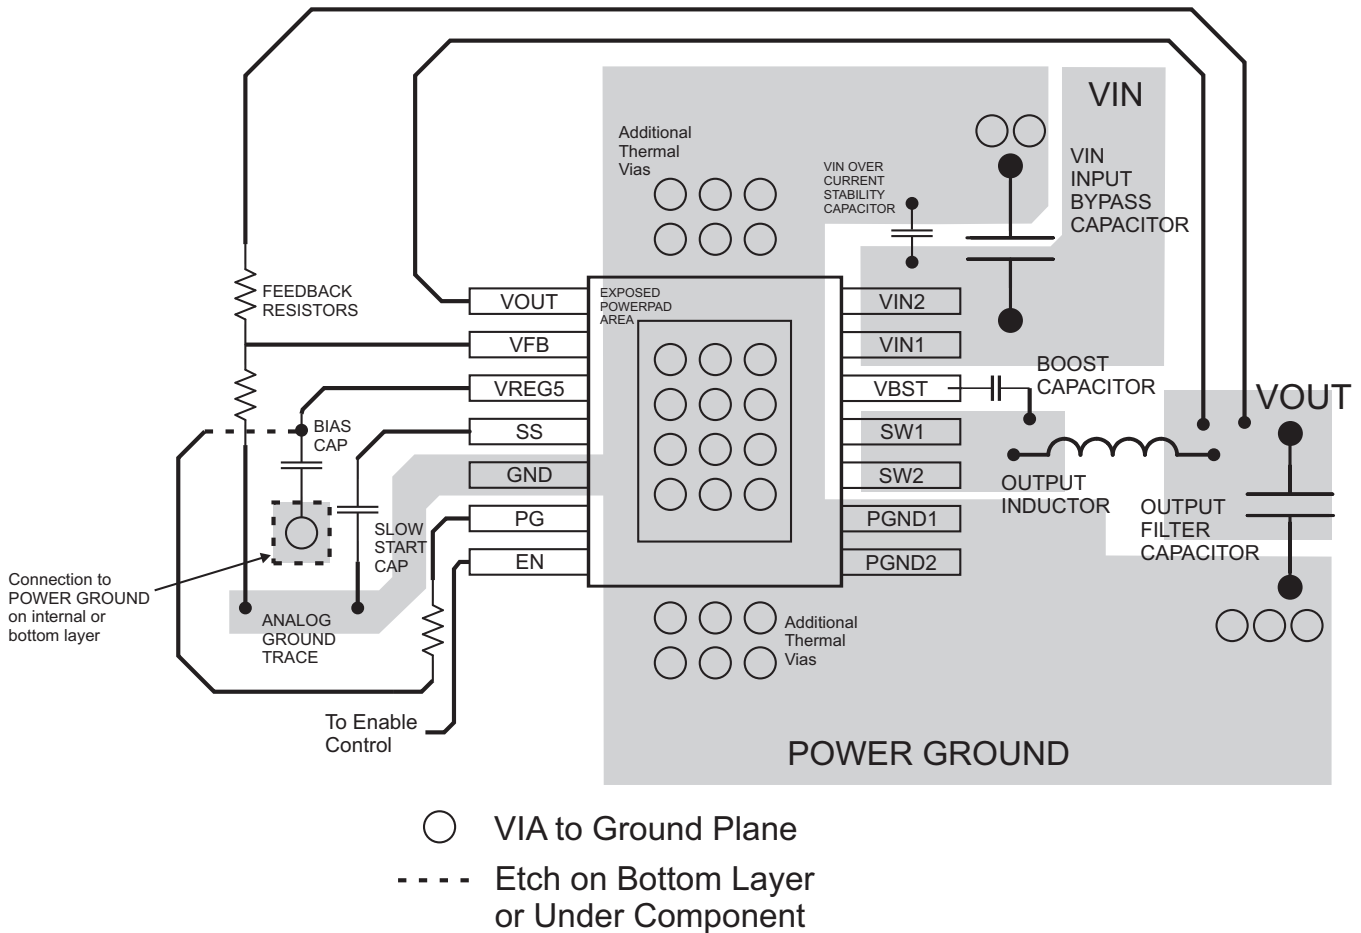 VIN
Additional
Thermal
Vias
VIN OVER
CURRENT
STABILITY
CAPACITOR
VIN
INPUT
BYPASS
CAPACITOR
FEEDBACK
RESISTORS
EXPOSED
POWERPAD
AREA
VOUT
VFB
VREG5
SS
GND
PG
EN
VIN2
VIN1
VBST
SW1
SW2
PGND1
PGND2
BOOST
CAPACITOR
VOUT
BIAS
CAP
SLOW
START
CAP
OUTPUT
INDUCTOR
OUTPUT
FILTER
CAPACITOR
Connection to
POWER GROUND
on internal or
bottom layer
ANALOG
GROUND
TRACE
Additional
Thermal
Vias
To Enable
Control
POWER GROUND
VIA to Ground Plane
Etch on Bottom Layer
or Under Component